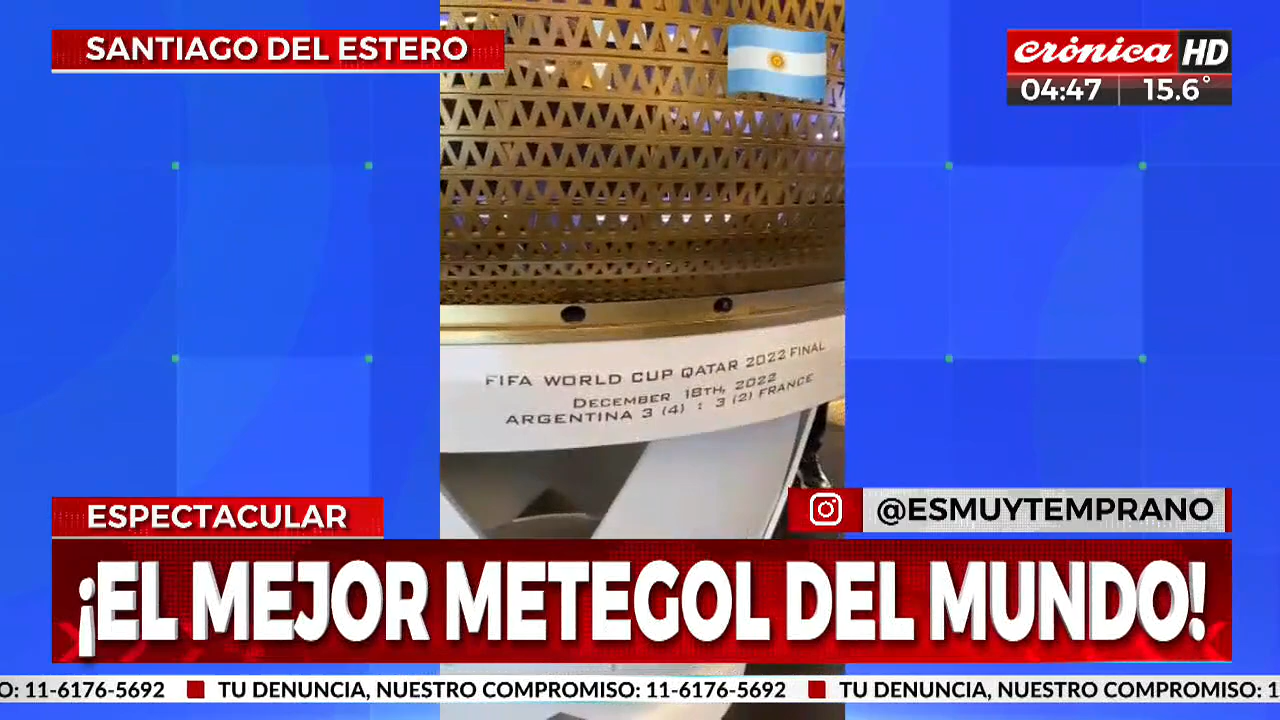 SANTIAGO DEL ESTERO
crónica HD
04:47 15.6°
FIFA WORLD CUP QATAR 2022 FINAL
DECEMBER 18TH, 2022
ARGENTINA 3 (4) : 3 (2) FRANCE
ESPECTACULAR
@ESMUYTEMPRANO
¡EL MEJOR METEGOL DEL MUNDO!
O: 11-6176-5692 TU DENUNCIA, NUESTRO COMPROMISO: 11-6176-5692 TU DENUNCIA, NUESTRO COMPROMISO: 1